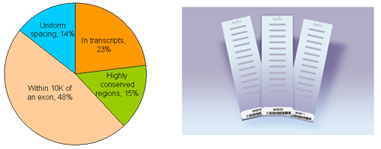 Uniform
spacing, 14%
In transcripts,
23%
Highly
conserved
regions, 15%
Within 10K of
an exon, 48%